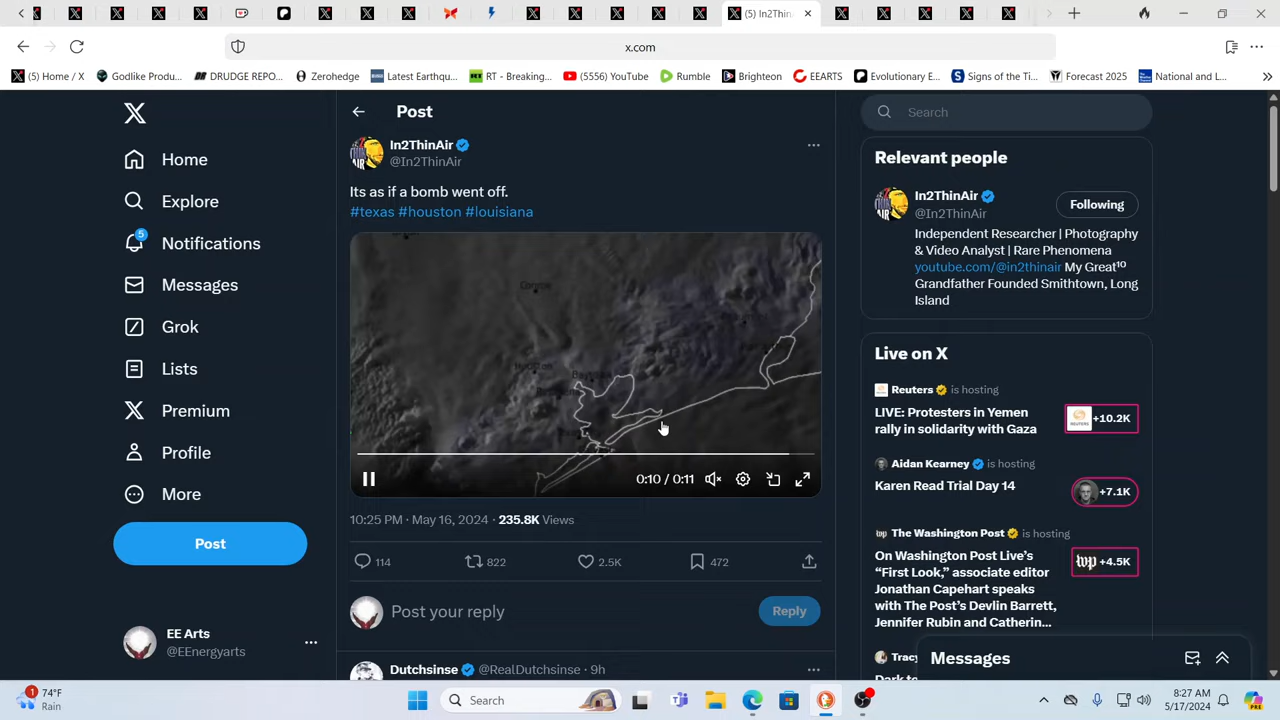 (5) In2Thin
x.com
(5) Home / X
Godlike Produ...
DRUDGE REPO...
Zerohedge
Latest Earthqu...
RT - Breaking...
(5556) YouTube
Rumble
Brighteon
EEARTS
Evolutionary E...
Signs of the Ti...
Forecast 2025
National and L...
Home
Explore
5
Notifications
Messages
Grok
Lists
Premium
Profile
More
Post
EE Arts
@EEnergyarts
Post
In2ThinAir
@In2ThinAir
Its as if a bomb went off.
#texas #houston #louisiana
Conroe
Houston
0:10 / 0:11
10:25 PM · May 16, 2024 · 235.8K Views
114
822
2.5K
472
Post your reply
Reply
Dutchsinse @RealDutchsinse · 9h
Search
Relevant people
In2ThinAir
@In2ThinAir
Following
Independent Researcher | Photography
& Video Analyst | Rare Phenomena
youtube.com/@in2thinair My Great¹⁰
Grandfather Founded Smithtown, Long
Island
Live on X
Reuters is hosting
LIVE: Protesters in Yemen
rally in solidarity with Gaza
+10.2K
Aidan Kearney is hosting
Karen Read Trial Day 14
+7.1K
The Washington Post is hosting
On Washington Post Live's
"First Look," associate editor
Jonathan Capehart speaks
with The Post's Devlin Barrett,
Jennifer Rubin and Catherin...
wp
+4.5K
Messages
1
74°F
Rain
Search
8:27 AM
5/17/2024
PRE